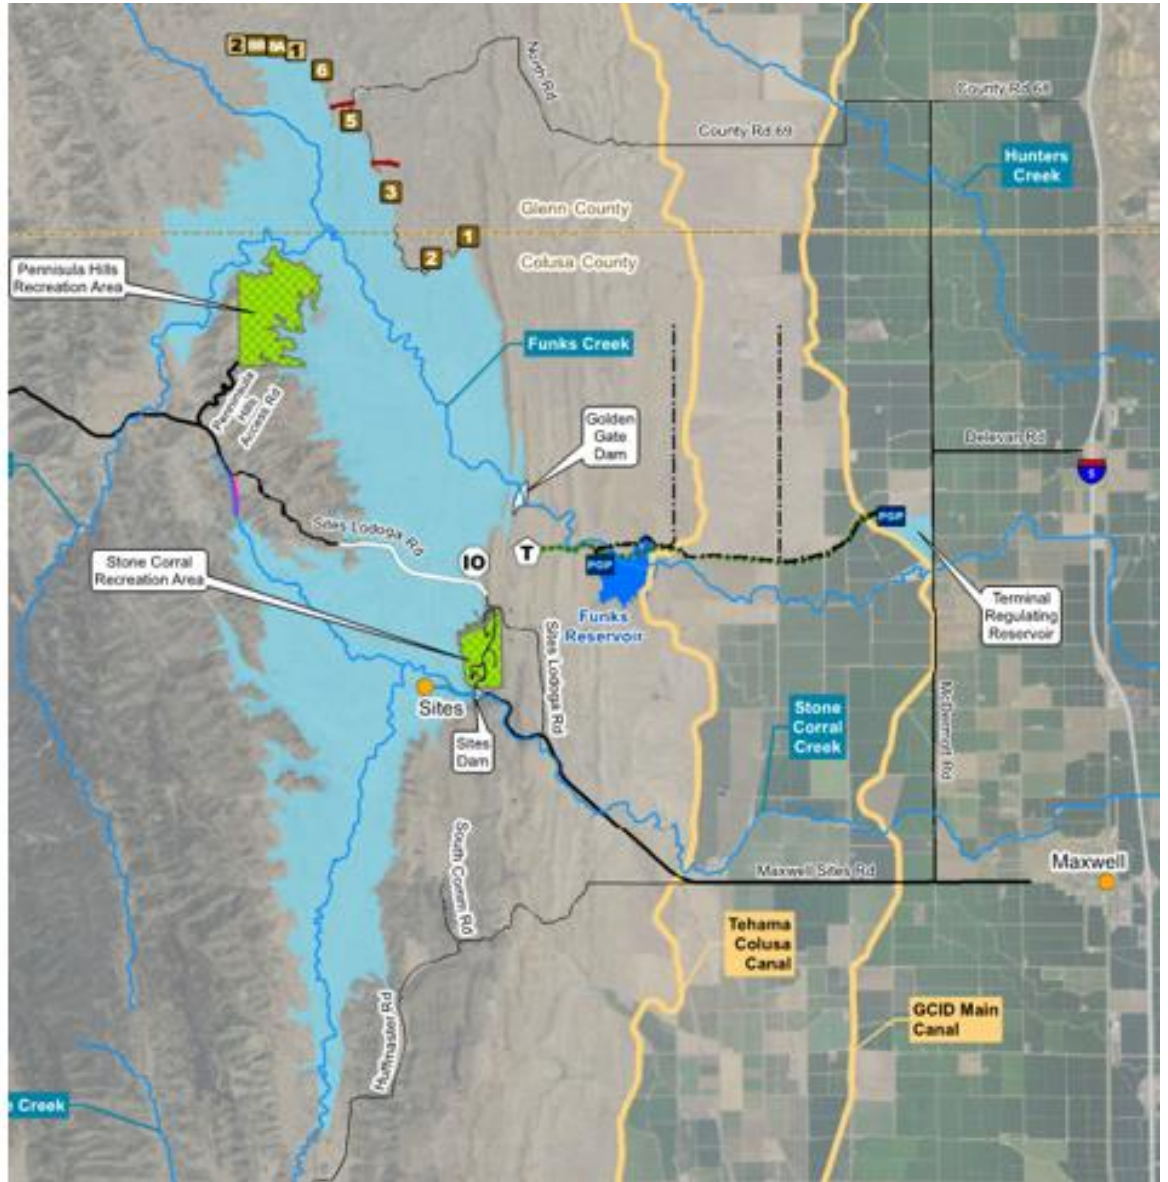 2 8B 8A 1
6
5
3
1
2
North Rd
County Rd 68
County Rd 69
Hunters
Creek
Glenn County
Colusa County
Pennisula Hills
Recreation Area
Funks Creek
Peninsula
Hills
Access Rd
Golden
Gate
Dam
Delevan Rd
5
Sites Lodoga Rd
PGP
IO
T
PGP
Stone Corral
Recreation Area
Terminal
Regulating
Reservoir
Funks
Reservoir
Sites Lodoga Rd
Sites
Sites
Dam
Stone
Corral
Creek
McDermott Rd
South Comm Rd
Maxwell Sites Rd
Maxwell
Tehama
Colusa
Canal
GCID Main
Canal
Huffmaster Rd
e Creek